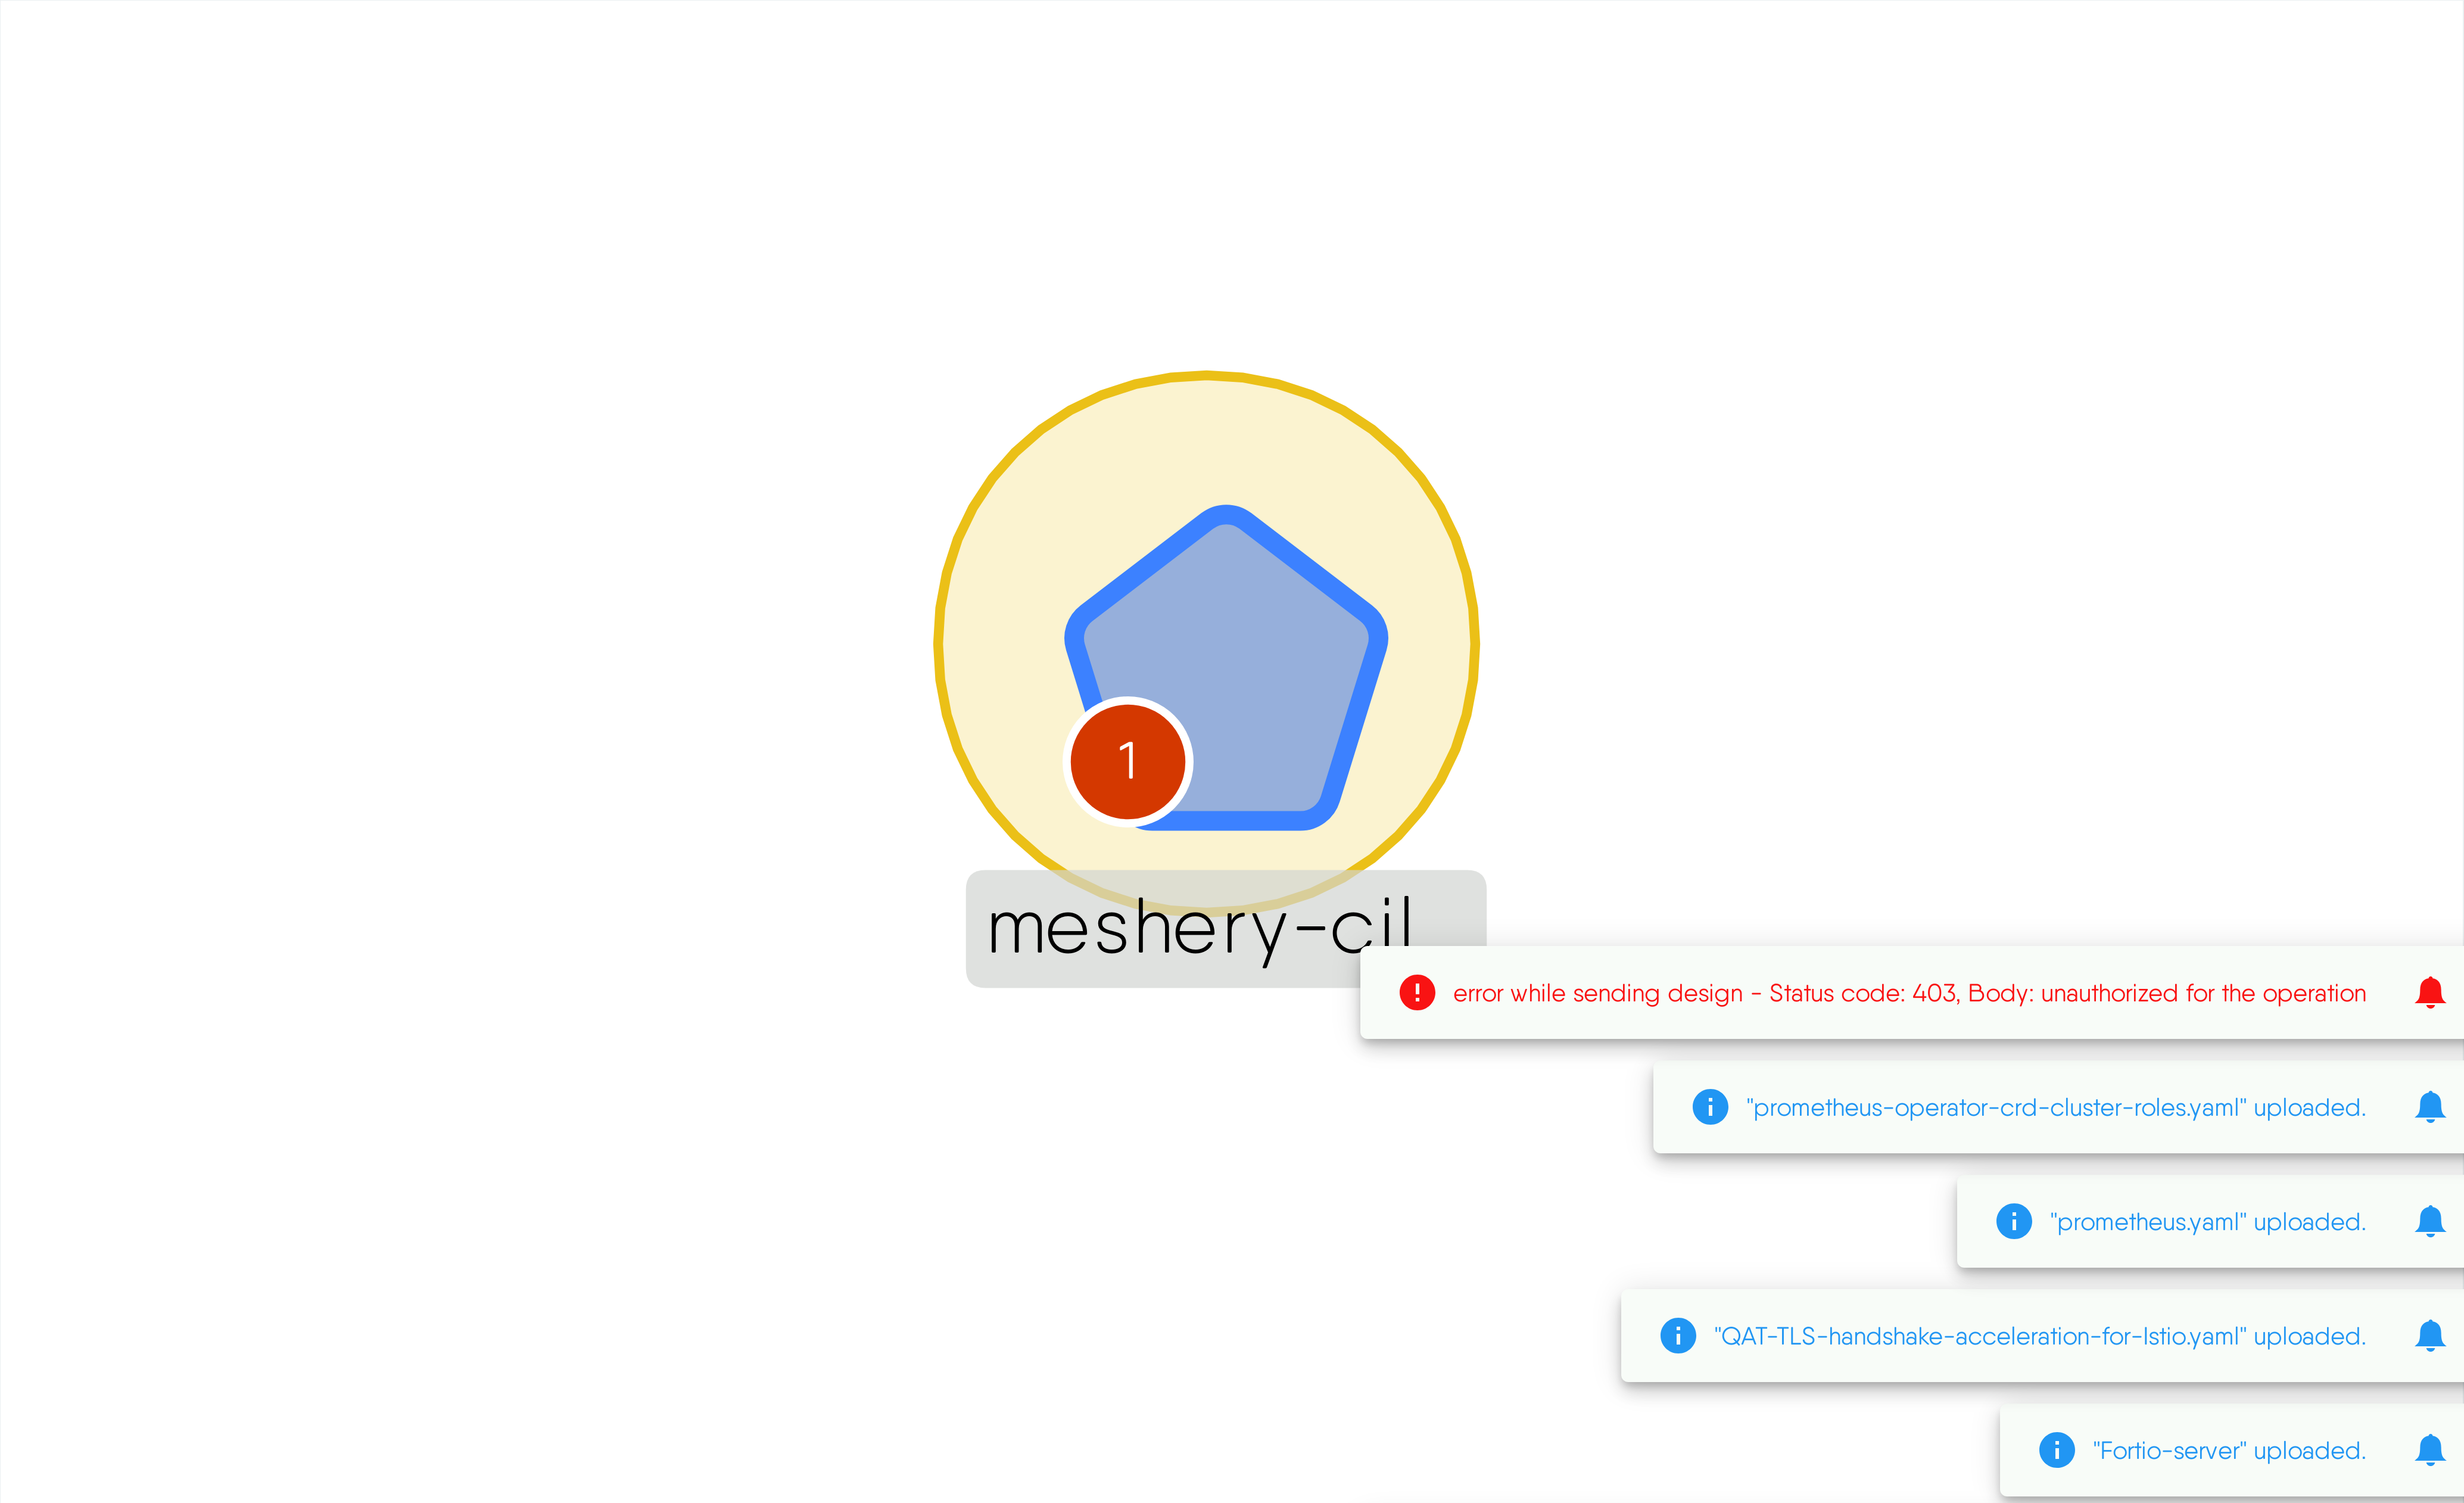 1
meshery-cil
error while sending design - Status code: 403, Body: unauthorized for the operation
"prometheus-operator-crd-cluster-roles.yaml" uploaded.
"prometheus.yaml" uploaded.
"QAT-TLS-handshake-acceleration-for-Istio.yaml" uploaded.
"Fortio-server" uploaded.